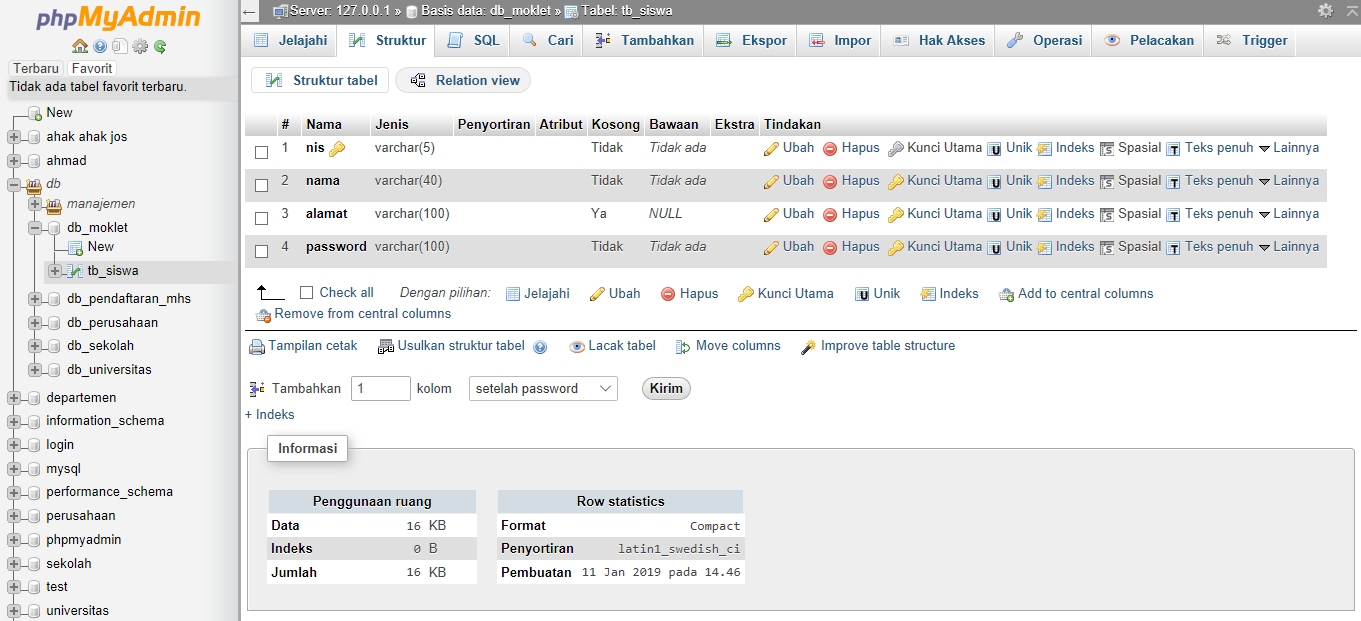 phpMyAdmin
Terbaru Favorit
Tidak ada tabel favorit terbaru.
New
ahak ahak jos
ahmad
db
manajemen
db_moklet
New
tb_siswa
db_pendaftaran_mhs
db_perusahaan
db_sekolah
db_universitas
departemen
information_schema
login
mysql
performance_schema
perusahaan
phpmyadmin
sekolah
test
universitas
Server: 127.0.0.1 » Basis data: db_moklet » Tabel: tb_siswa
Jelajahi Struktur SQL Cari Tambahkan Ekspor Impor Hak Akses Operasi Pelacakan Trigger
Struktur tabel Relation view
# Nama Jenis Penyortiran Atribut Kosong Bawaan Ekstra Tindakan
1 nis varchar(5) Tidak Tidak ada Ubah Hapus Kunci Utama Unik Indeks Spasial Teks penuh Lainnya
2 nama varchar(40) Tidak Tidak ada Ubah Hapus Kunci Utama Unik Indeks Spasial Teks penuh Lainnya
3 alamat varchar(100) Ya NULL Ubah Hapus Kunci Utama Unik Indeks Spasial Teks penuh Lainnya
4 password varchar(100) Tidak Tidak ada Ubah Hapus Kunci Utama Unik Indeks Spasial Teks penuh Lainnya
Check all Dengan pilihan: Jelajahi Ubah Hapus Kunci Utama Unik Indeks Add to central columns
Remove from central columns
Tampilan cetak Usulkan struktur tabel Lacak tabel Move columns Improve table structure
Tambahkan 1 kolom setelah password Kirim
+ Indeks
Informasi
Penggunaan ruang
Data 16 KB
Indeks 0 B
Jumlah 16 KB
Row statistics
Format Compact
Penyortiran latin1_swedish_ci
Pembuatan 11 Jan 2019 pada 14.46